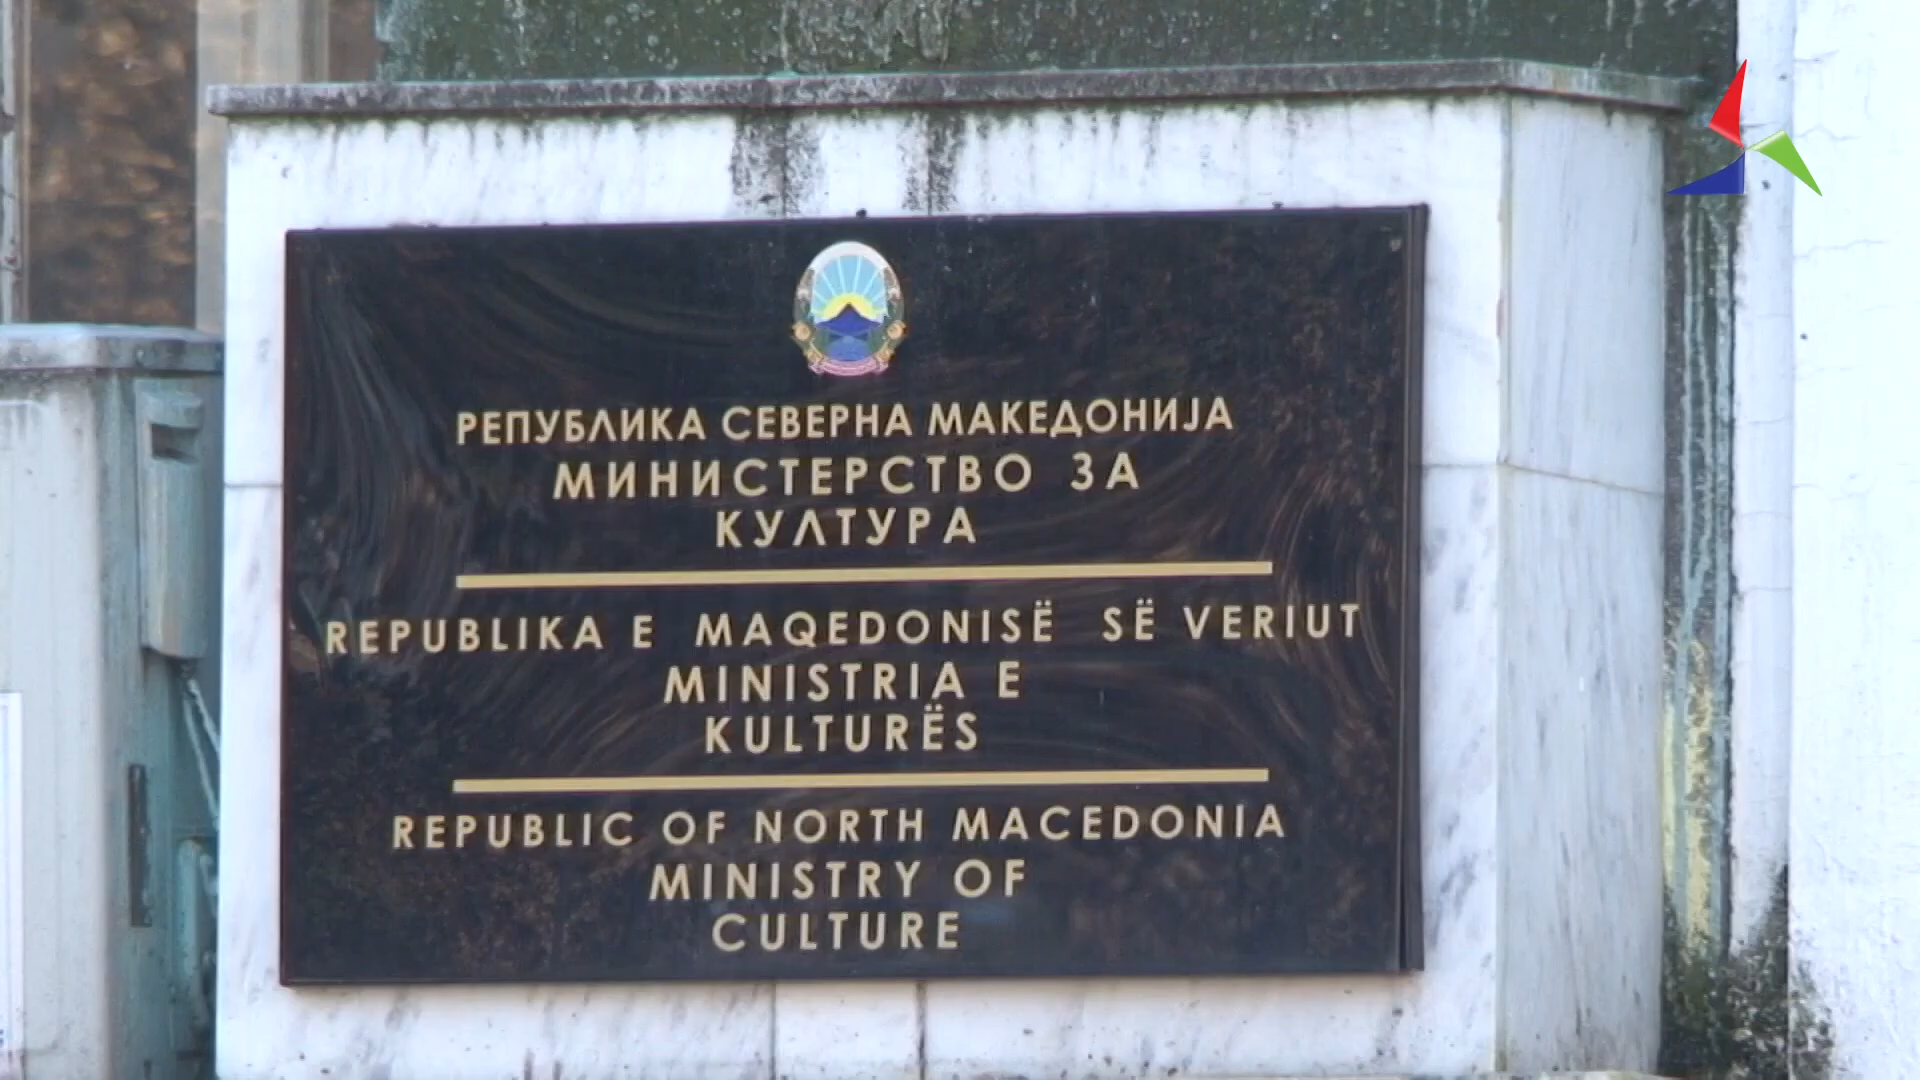 РЕПУБЛИКА СЕВЕРНА МАКЕДОНИЈА
МИНИСТЕРСТВО ЗА
КУЛТУРА
REPUBLIKA E MAQEDONISË SË VERIUT
MINISTRIA E
KULTURËS
REPUBLIC OF NORTH MACEDONIA
MINISTRY OF
CULTURE